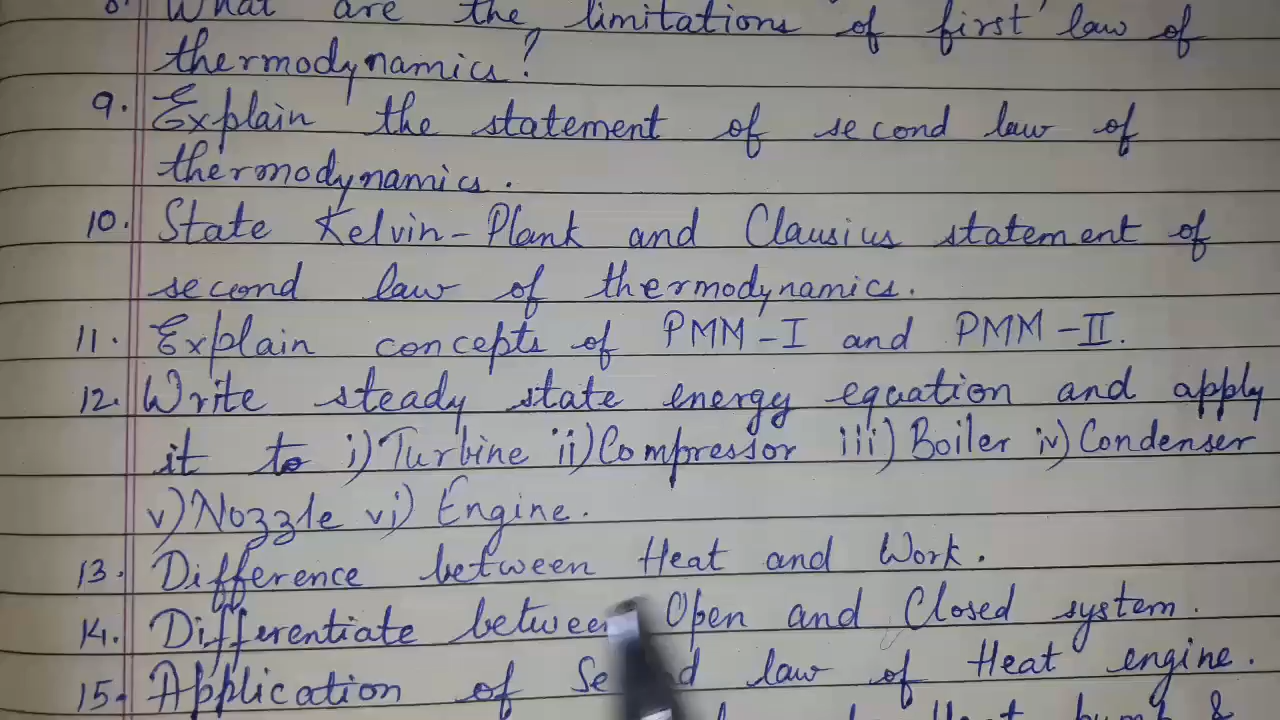 8. What are the limitations of first law of
thermodynamics?
9. Explain the statement of second law of
thermodynamics.
10. State Kelvin-Plank and Clausius statement of
second law of thermodynamics.
11. Explain concepts of PMM-I and PMM-II.
12. Write steady state energy equation and apply
it to i) Turbine ii) Compressor iii) Boiler iv) Condenser
v) Nozzle vi) Engine.
13. Difference between Heat and Work.
14. Differentiate between Open and Closed system.
15. Application of law of Heat engine.
Heat pump &